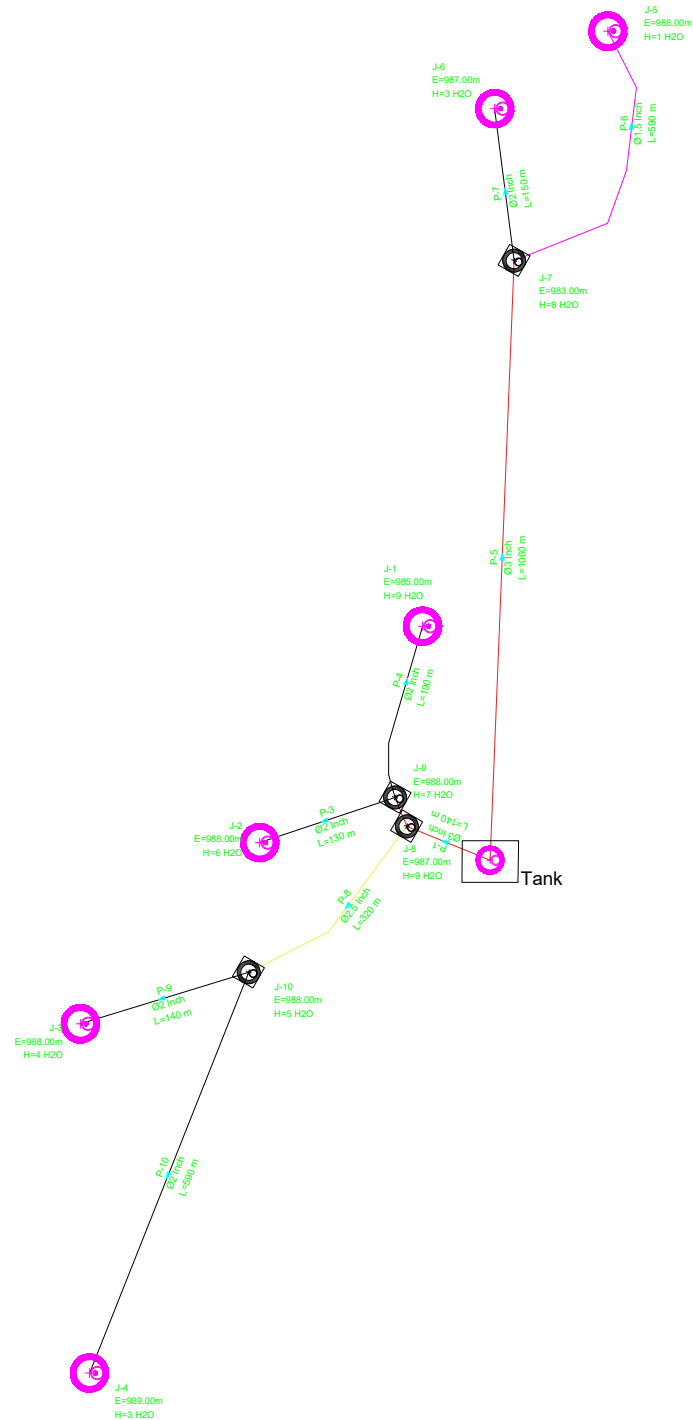 J-5
E=988.00m
H=1 H2O
J-6
E=987.00m
H=3 H2O
P-6
Ø1.5 Inch
L=590 m
P-7
Ø2 Inch
L=150 m
J-7
E=983.00m
H=8 H2O
P-5
Ø3 Inch
L=1060 m
J-1
E=985.00m
H=9 H2O
P-4
Ø2 Inch
L=190 m
J-9
E=988.00m
H=7 H2O
P-3
Ø2 Inch
L=130 m
J-2
E=988.00m
H=6 H2O
P-1
Ø3 Inch
L=140 m
J-8
E=987.00m
H=9 H2O
Tank
P-8
Ø2.5 Inch
L=320 m
J-10
E=988.00m
H=5 H2O
P-9
Ø2 Inch
L=140 m
J-3
E=988.00m
H=4 H2O
P-10
Ø2 Inch
L=590 m
J-4
E=989.00m
H=3 H2O